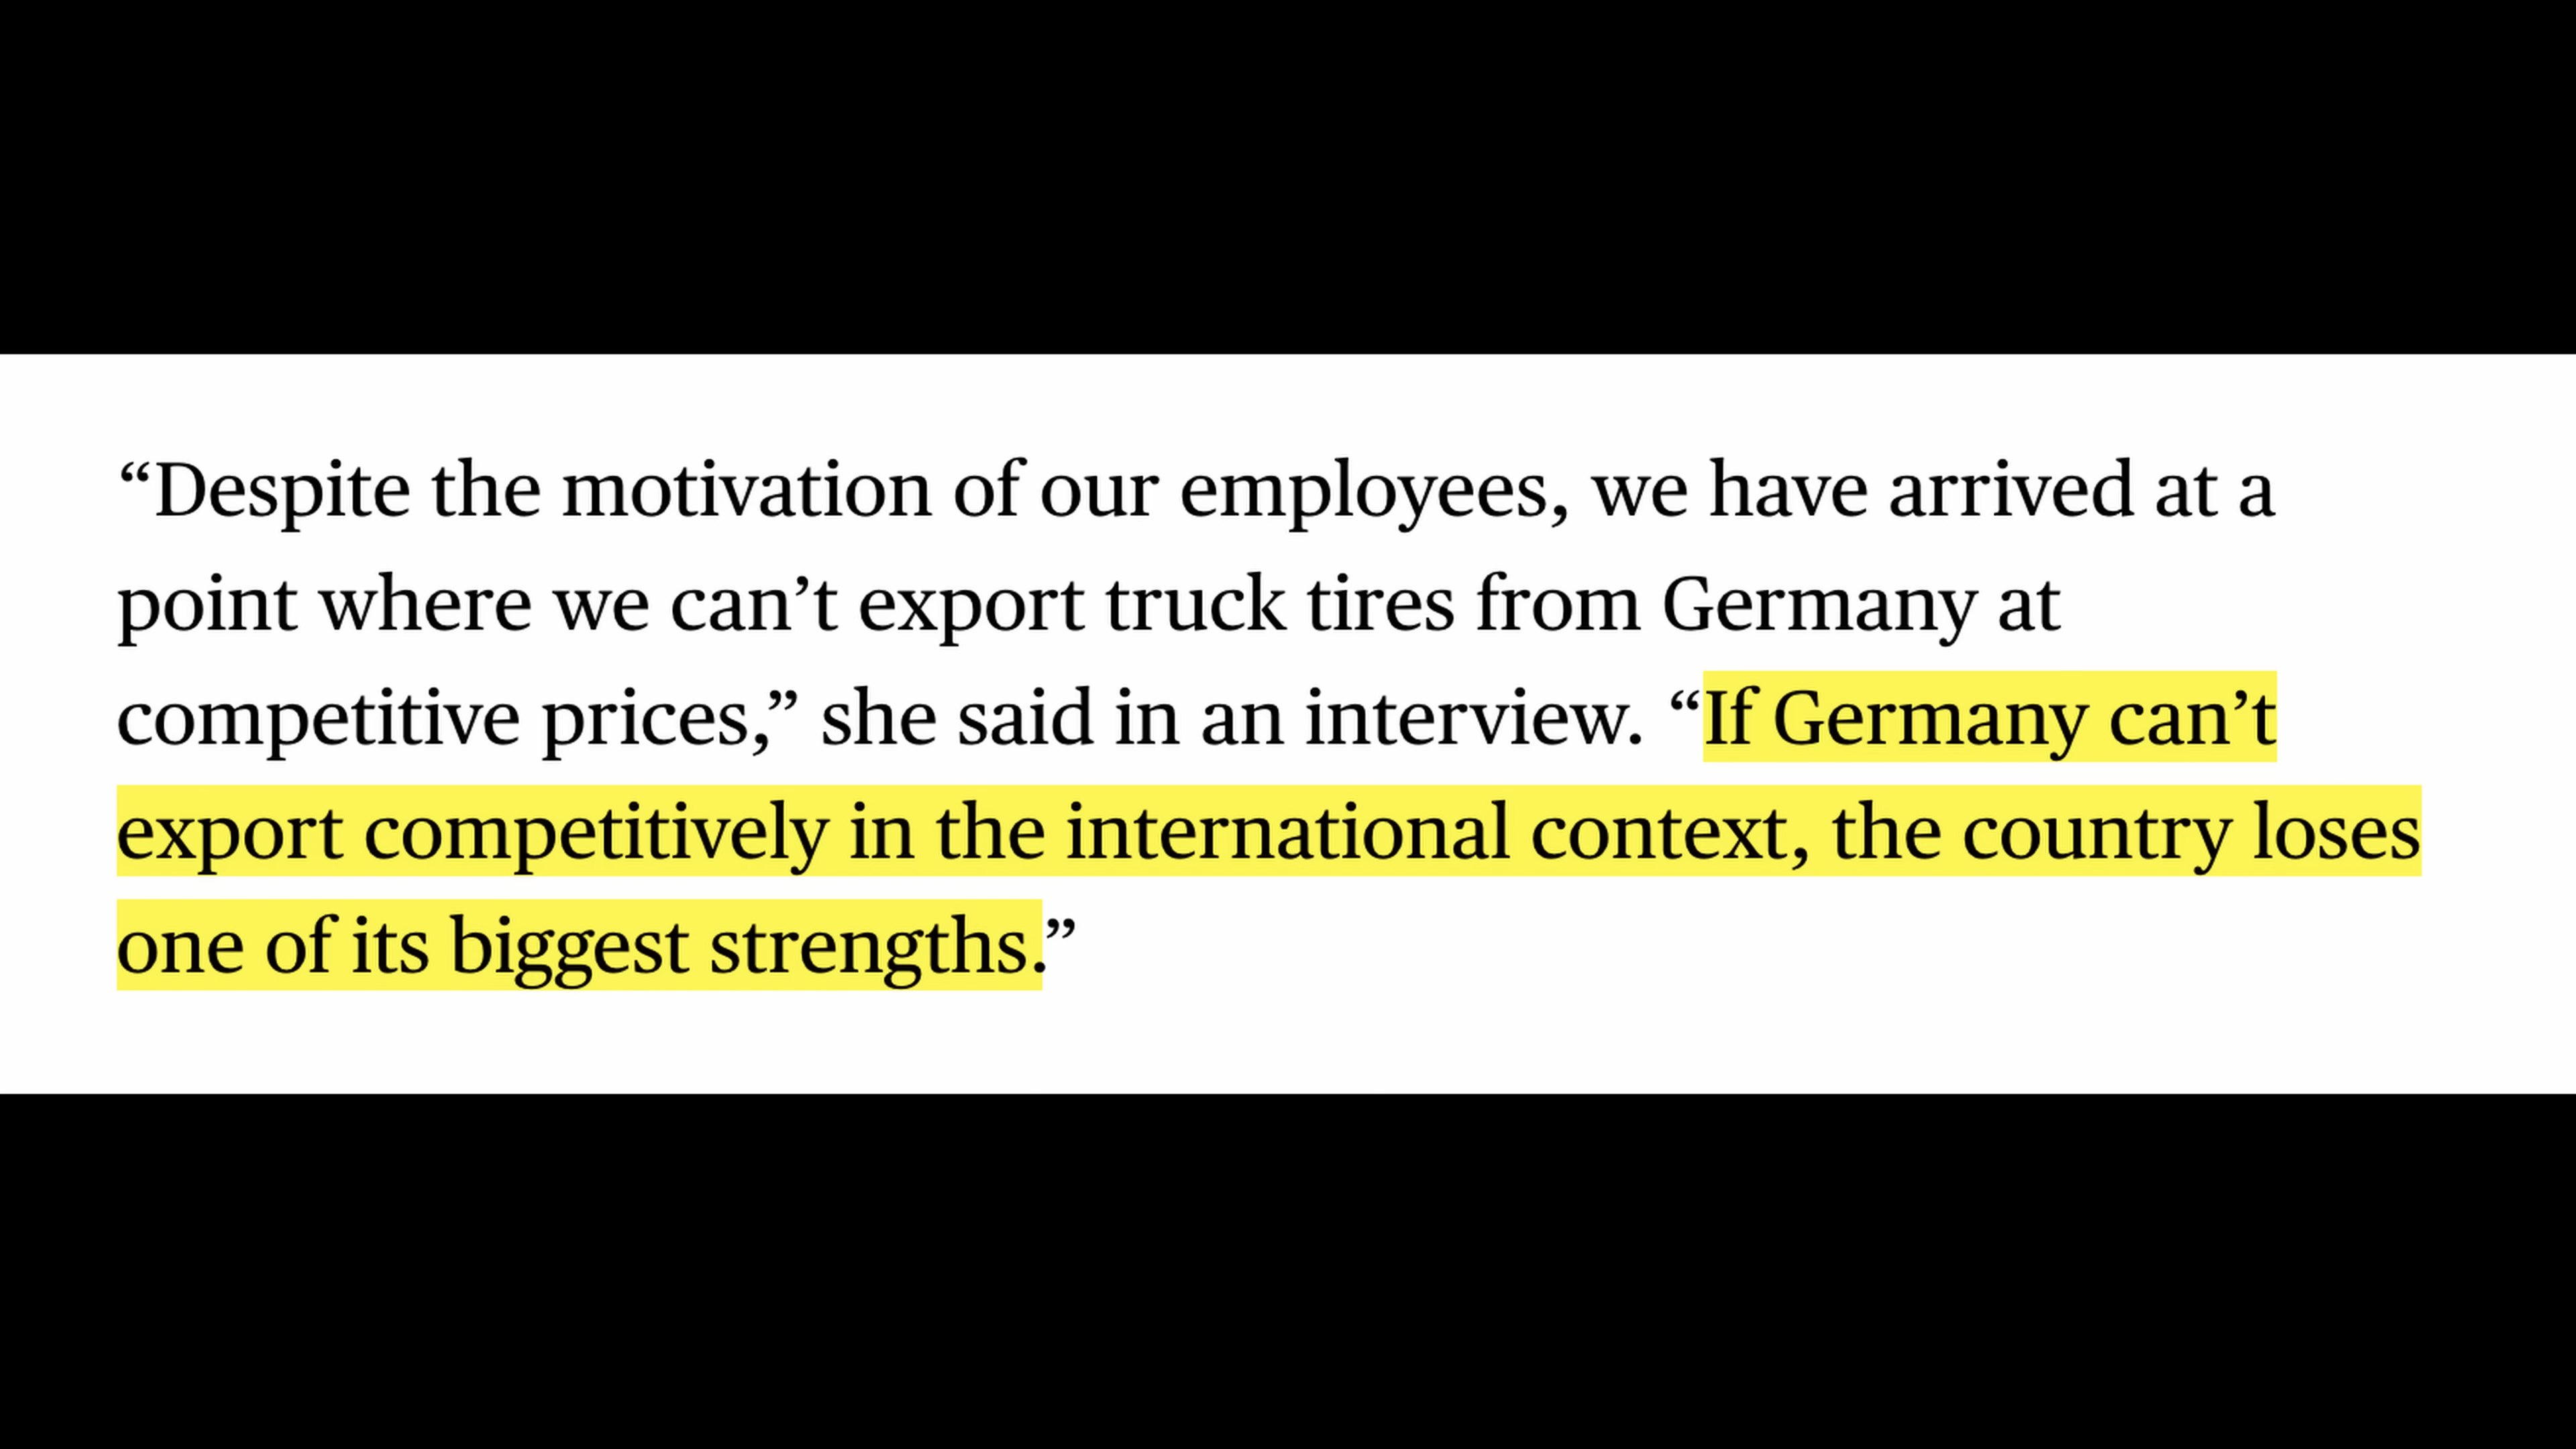 “Despite the motivation of our employees, we have arrived at a
point where we can’t export truck tires from Germany at
competitive prices,” she said in an interview. “If Germany can’t
export competitively in the international context, the country loses
one of its biggest strengths.”